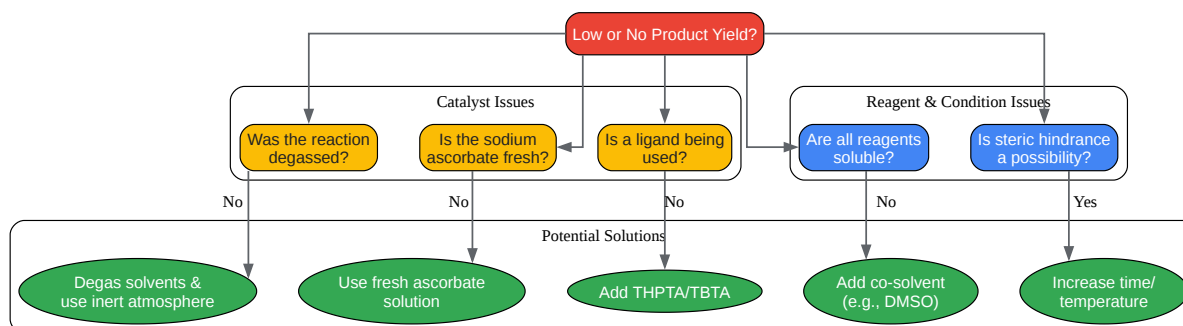 Low or No Product Yield?
Catalyst Issues
Reagent & Condition Issues
Was the reaction
degassed?
Is the sodium
ascorbate fresh?
Is a ligand being
used?
Are all reagents
soluble?
Is steric hindrance
a possibility?
No
No
No
No
Yes
Potential Solutions
Degas solvents &
use inert atmosphere
Use fresh ascorbate
solution
Add THPTA/TBTA
Add co-solvent
(e.g., DMSO)
Increase time/
temperature